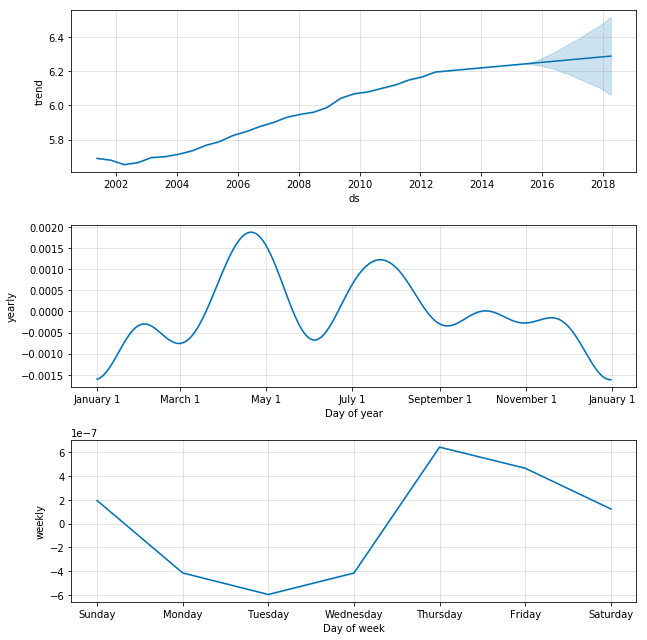 6.4
6.2
6.0
5.8
trend
2002 2004 2006 2008 2010 2012 2014 2016 2018
ds
0.0020
0.0015
0.0010
0.0005
0.0000
−0.0005
−0.0010
−0.0015
yearly
January 1 March 1 May 1 July 1 September 1 November 1 January 1
Day of year
1e−7
6
4
2
0
−2
−4
−6
weekly
Sunday Monday Tuesday Wednesday Thursday Friday Saturday
Day of week